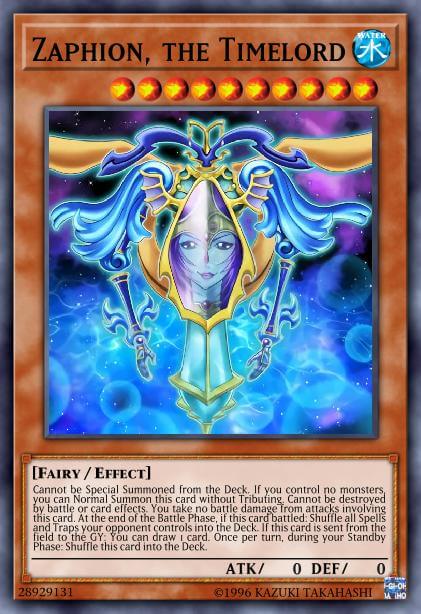 ZAPHION, THE TIMELORD
WATER
水
[FAIRY / EFFECT]
Cannot be Special Summoned from the Deck. If you control no monsters,
you can Normal Summon this card without Tributing. Cannot be destroyed
by battle or card effects. You take no battle damage from attacks involving
this card. At the end of the Battle Phase, if this card battled: Shuffle all Spells
and Traps your opponent controls into the Deck. If this card is sent from the
field to the GY: You can draw 1 card. Once per turn, during your Standby
Phase: Shuffle this card into the Deck.
ATK/ 0 DEF/ 0
28929131
©1996 KAZUKI TAKAHASHI